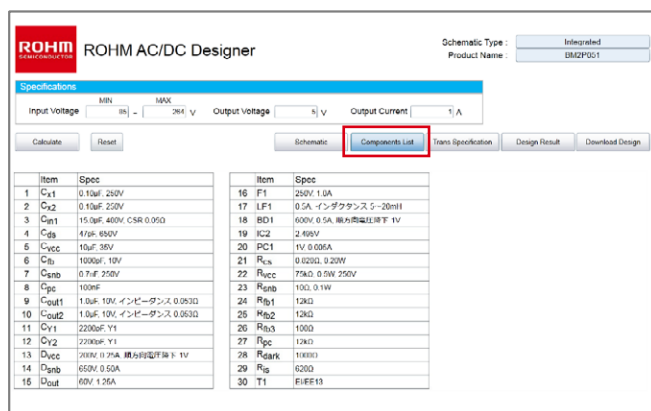 ROHM
SEMICONDUCTOR
ROHM AC/DC Designer
Schematic Type : Integrated
Product Name : BM2P051
Specifications
MIN MAX
Input Voltage 85 ~ 264 V Output Voltage 5 V Output Current 1 A
Calculate Reset Schematic Components List Trans Specification Design Result Download Design
Item Spec
1 Cx1 0.10μF, 250V
2 Cx2 0.10μF, 250V
3 Cin1 15.0μF, 400V, CSR 0.05Ω
4 Cds 47pF, 650V
5 Cvcc 10μF, 35V
6 Cfb 1000pF, 10V
7 Csnb 250V
8 Cpc 100nF
9 Cout1 1.0μF, 10V, インピーダンス 0.053Ω
10 Cout2 1.0μF, 10V, インピーダンス 0.053Ω
11 CY1 2200pF, Y1
12 CY2 2200pF, Y1
13 Dvcc 200V, 0.25A, 順方向電圧降下 1V
14 Dsnb 650V, 0.50A
15 Dout 60V, 1.25A
Item Spec
16 F1 250V, 1.0A
17 LF1 0.5A, インダクタンス 5~20mH
18 BD1 600V, 0.5A, 順方向電圧降下 1V
19 IC2 2.495V
20 PC1 1V, 0.005A
21 Rcs 0.820Ω, 0.20W
22 Rvcc 75kΩ, 0.5W, 250V
23 Rsnb 10Ω, 0.1W
24 Rfb1 12kΩ
25 Rfb2 12kΩ
26 Rfb3 100Ω
27 Rpc 12kΩ
28 Rdark 1000Ω
29 Ris 620Ω
30 T1 EI/EE13